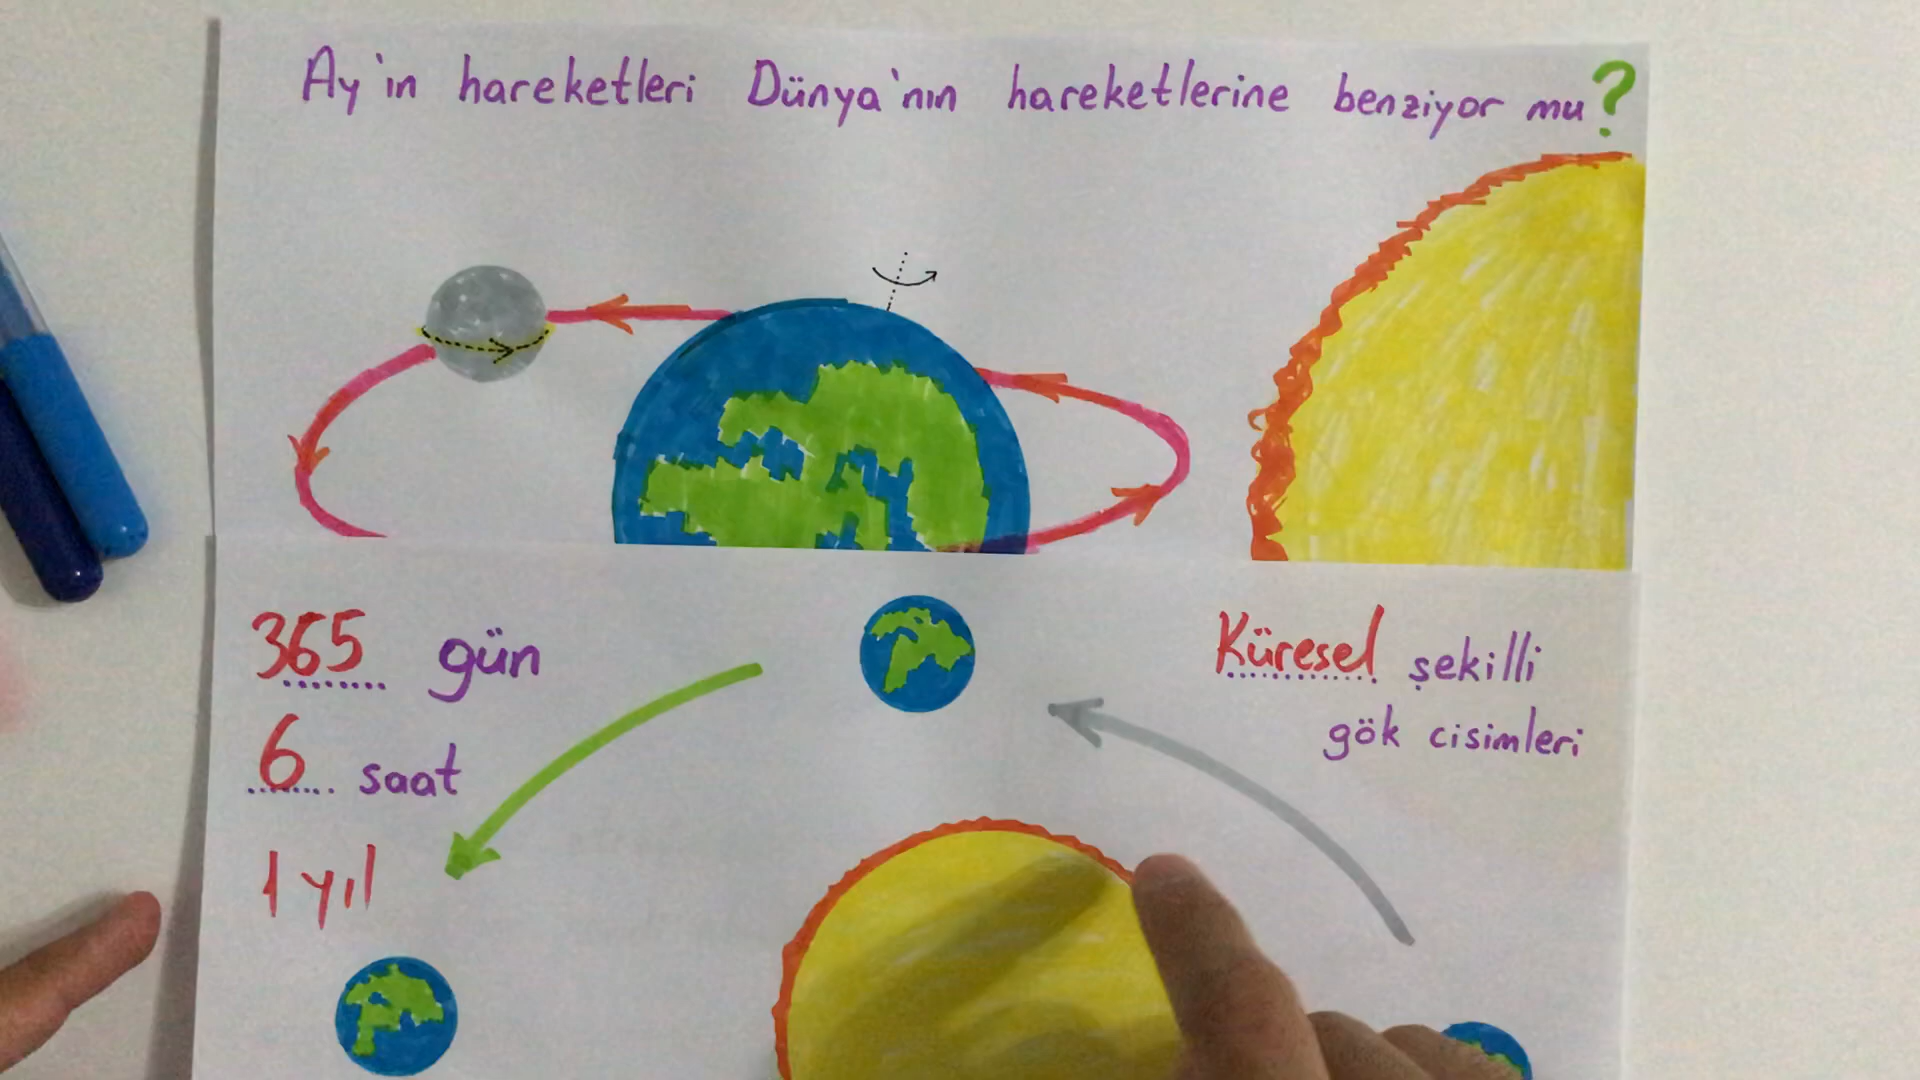 Ay'ın hareketleri Dünya'nın hareketlerine benziyor mu?
365 gün
6 saat
1 yıl
Küresel şekilli
gök cisimleri